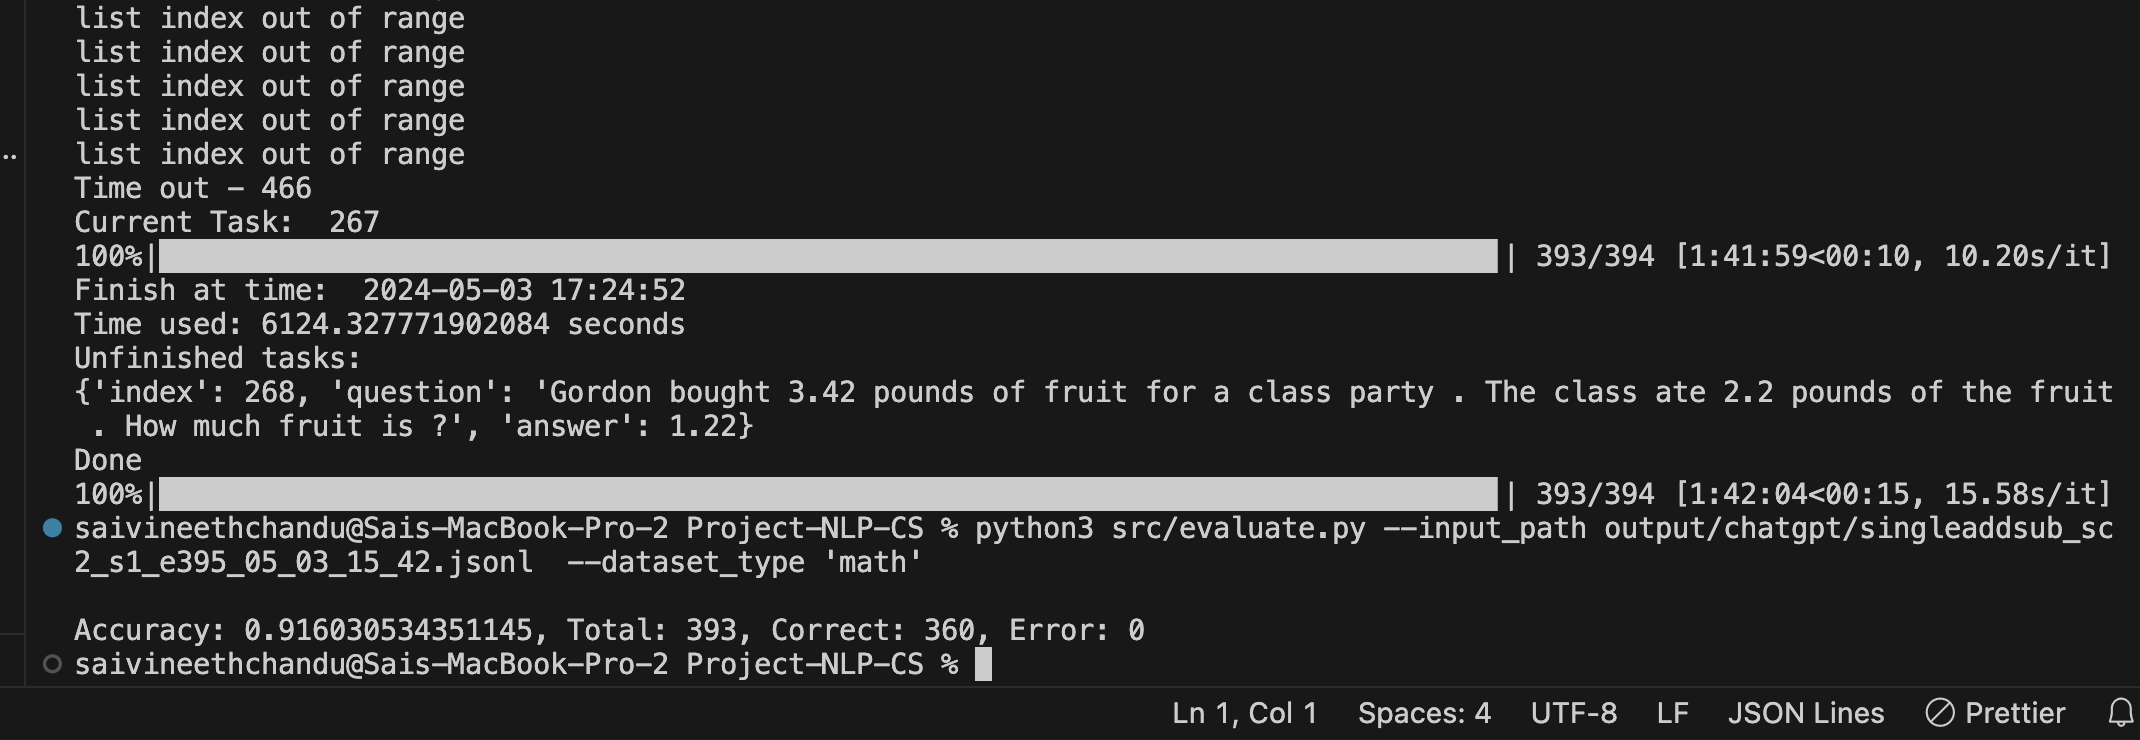 list index out of range
list index out of range
list index out of range
list index out of range
list index out of range
Time out - 466
Current Task:  267
100%| | 393/394 [1:41:59<00:10, 10.20s/it]
Finish at time:  2024-05-03 17:24:52
Time used: 6124.327771902084 seconds
Unfinished tasks:
{'index': 268, 'question': 'Gordon bought 3.42 pounds of fruit for a class party . The class ate 2.2 pounds of the fruit
 . How much fruit is ?', 'answer': 1.22}
Done
100%| | 393/394 [1:42:04<00:15, 15.58s/it]
saivineethchandu@Sais-MacBook-Pro-2 Project-NLP-CS % python3 src/evaluate.py --input_path output/chatgpt/singleaddsub_sc
2_s1_e395_05_03_15_42.jsonl  --dataset_type 'math'
Accuracy: 0.916030534351145, Total: 393, Correct: 360, Error: 0
saivineethchandu@Sais-MacBook-Pro-2 Project-NLP-CS %
Ln 1, Col 1 Spaces: 4 UTF-8 LF JSON Lines Prettier